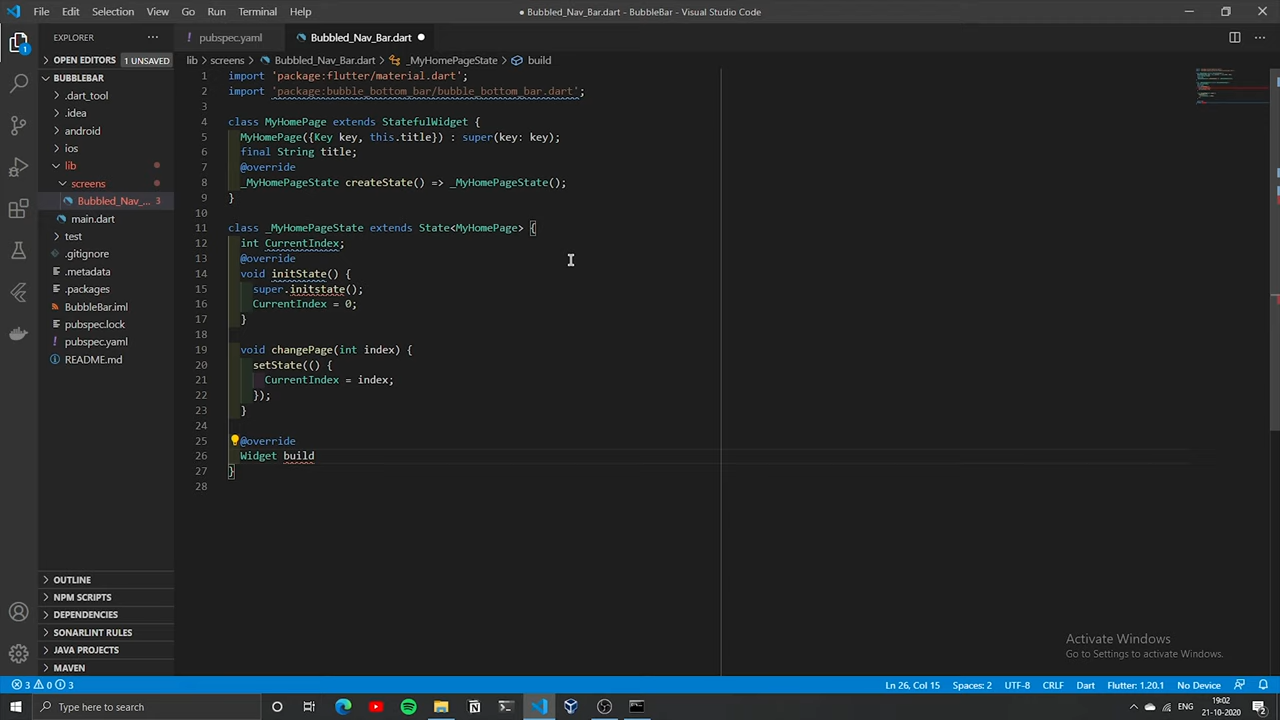 File Edit Selection View Go Run Terminal Help
● Bubbled_Nav_Bar.dart - BubbleBar - Visual Studio Code
EXPLORER
pubspec.yaml
Bubbled_Nav_Bar.dart
OPEN EDITORS 1 UNSAVED
lib > screens > Bubbled_Nav_Bar.dart > _MyHomePageState > build
BUBBLEBAR
.dart_tool
.idea
android
ios
lib
screens
Bubbled_Nav_... 3
main.dart
test
.gitignore
.metadata
.packages
BubbleBar.iml
pubspec.lock
pubspec.yaml
README.md
OUTLINE
NPM SCRIPTS
DEPENDENCIES
SONARLINT RULES
JAVA PROJECTS
MAVEN
1 import 'package:flutter/material.dart';
2 import 'package:bubble_bottom_bar/bubble_bottom_bar.dart';
3
4 class MyHomePage extends StatefulWidget {
5 MyHomePage({Key key, this.title}) : super(key: key);
6 final String title;
7 @override
8 _MyHomePageState createState() => _MyHomePageState();
9 }
10
11 class _MyHomePageState extends State<MyHomePage> {
12 int CurrentIndex;
13 @override
14 void initState() {
15 super.initstate();
16 CurrentIndex = 0;
17 }
18
19 void changePage(int index) {
20 setState(() {
21 CurrentIndex = index;
22 });
23 }
24
25 @override
26 Widget build
27 }
28
Activate Windows
Go to Settings to activate Windows.
3 0 3
Ln 26, Col 15 Spaces: 2 UTF-8 CRLF Dart Flutter: 1.20.1 No Device
Type here to search
19:02
21-10-2020
1
2